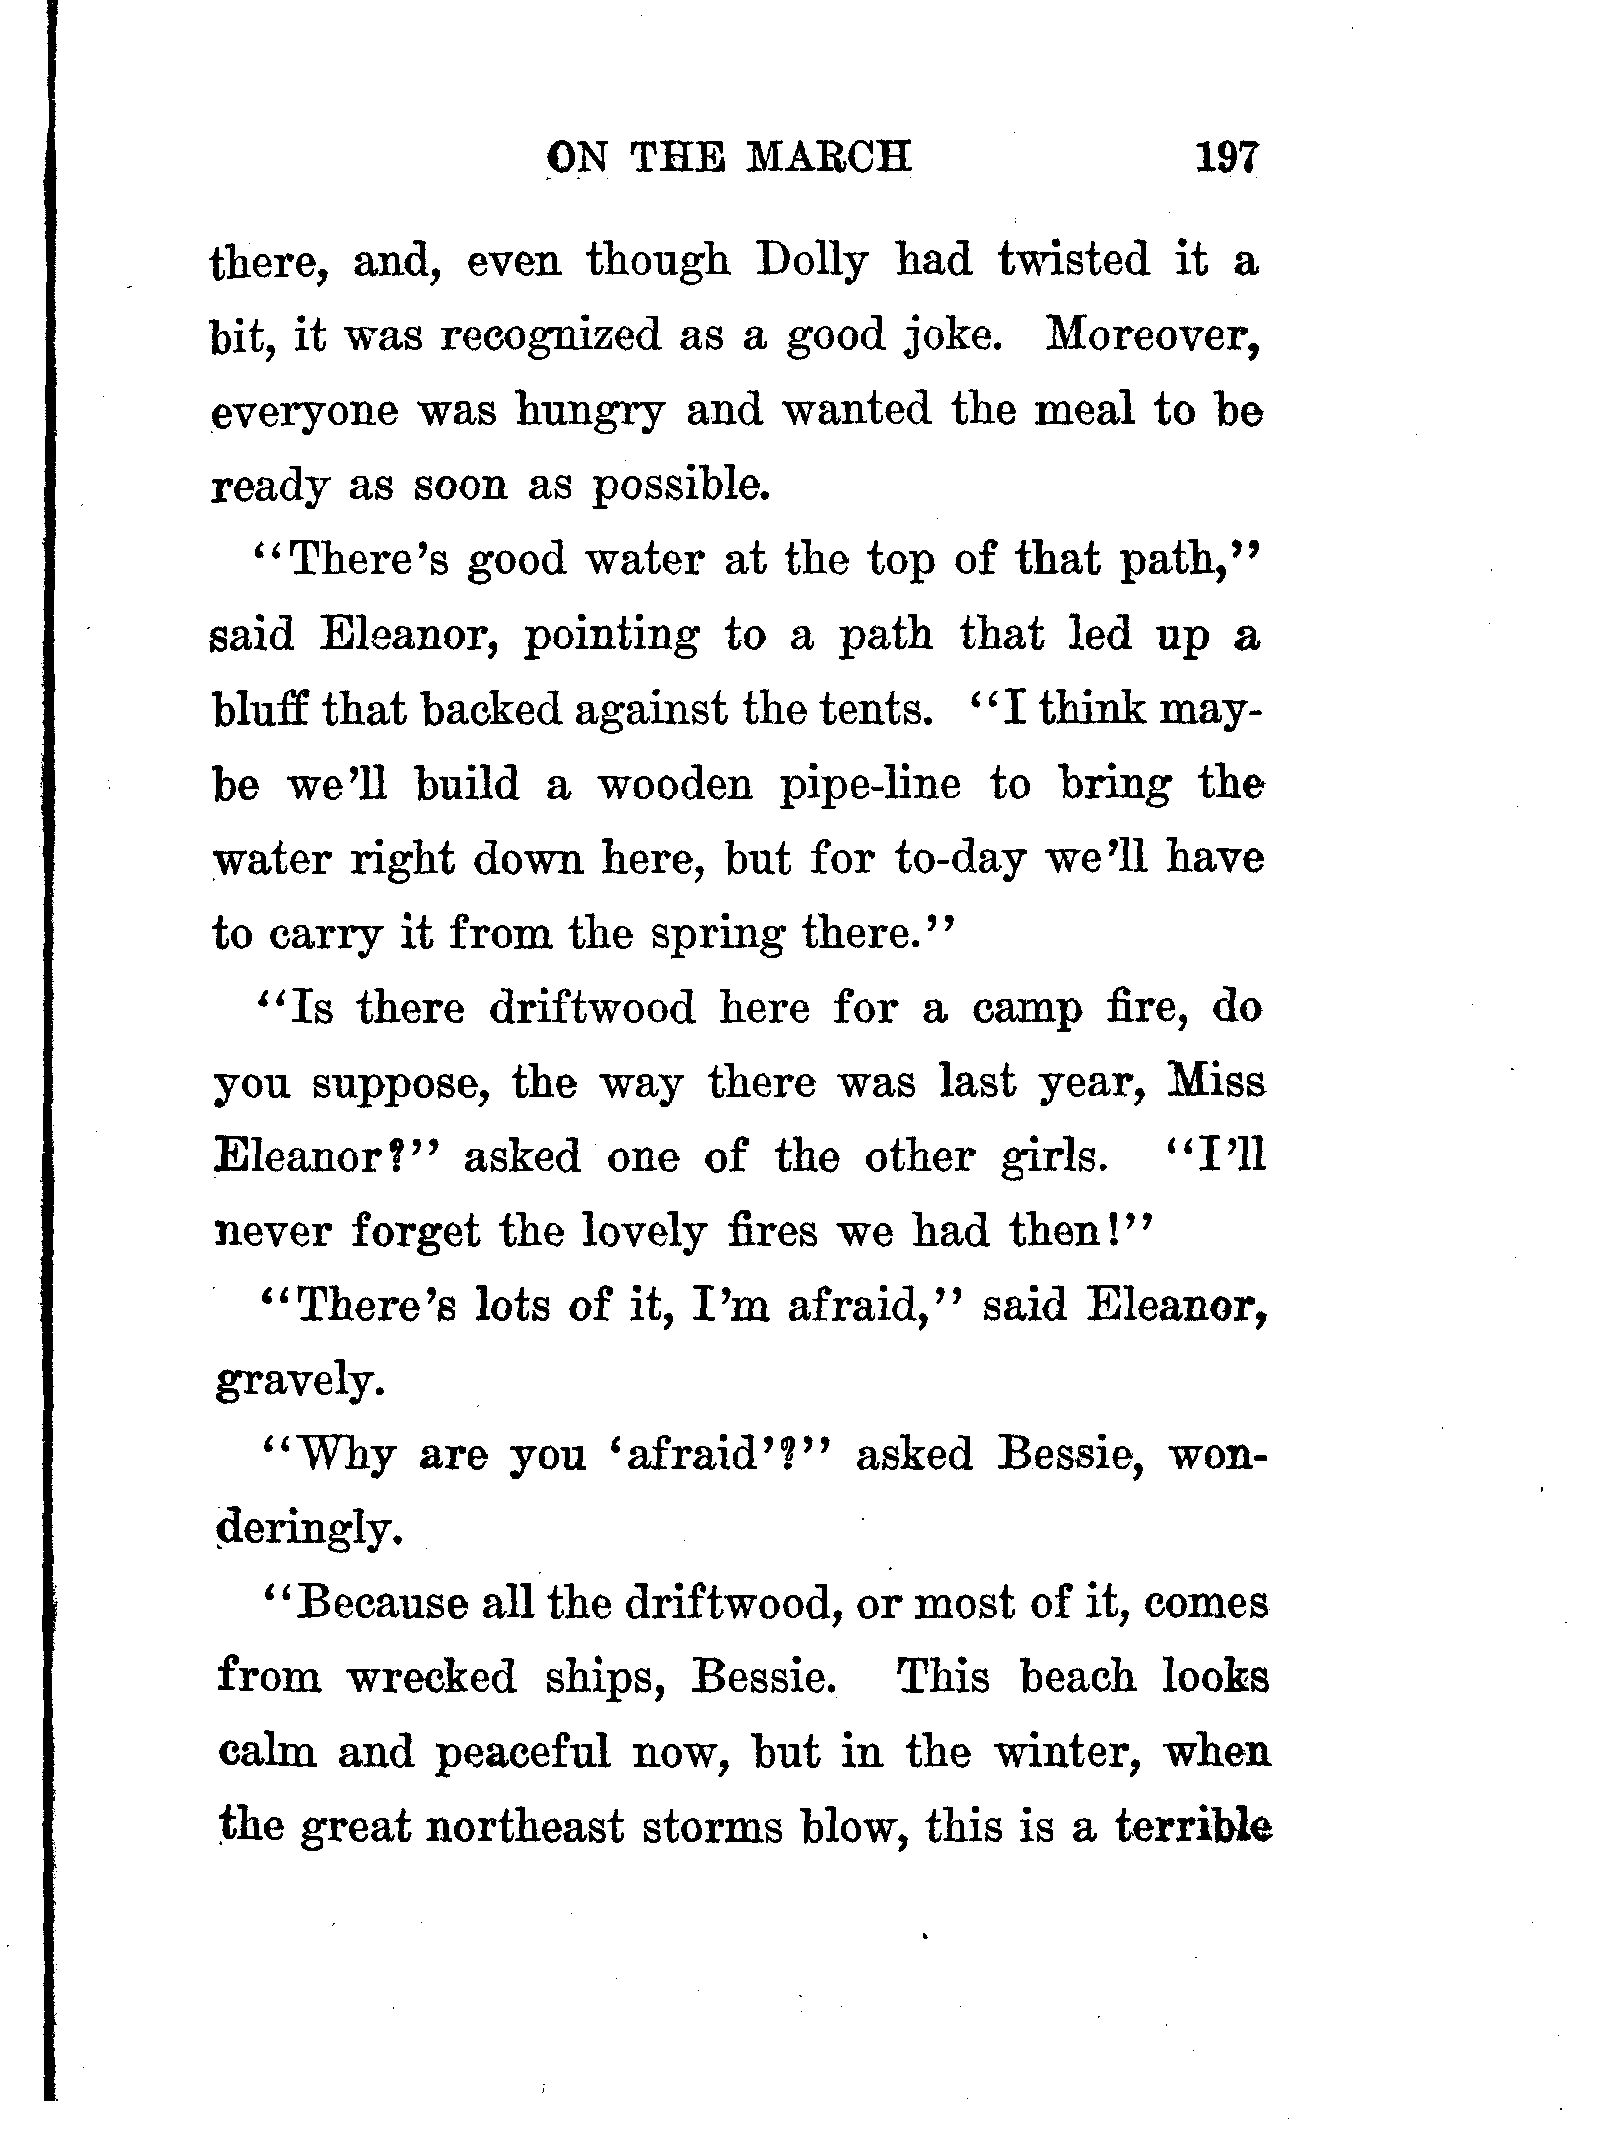 ON THE MARCH 197
there, and, even though Dolly had twisted it a
bit, it was recognized as a good joke. Moreover,
everyone was hungry and wanted the meal to be
ready as soon as possible.
"There's good water at the top of that path,"
said Eleanor, pointing to a path that led up a
bluff that backed against the tents. "I think may-
be we'll build a wooden pipe-line to bring the
water right down here, but for to-day we'll have
to carry it from the spring there."
"Is there driftwood here for a camp fire, do
you suppose, the way there was last year, Miss
Eleanor?" asked one of the other girls. "I'll
never forget the lovely fires we had then!"
"There's lots of it, I'm afraid," said Eleanor,
gravely.
"Why are you 'afraid'?" asked Bessie, won-
deringly.
"Because all the driftwood, or most of it, comes
from wrecked ships, Bessie. This beach looks
calm and peaceful now, but in the winter, when
the great northeast storms blow, this is a terrible